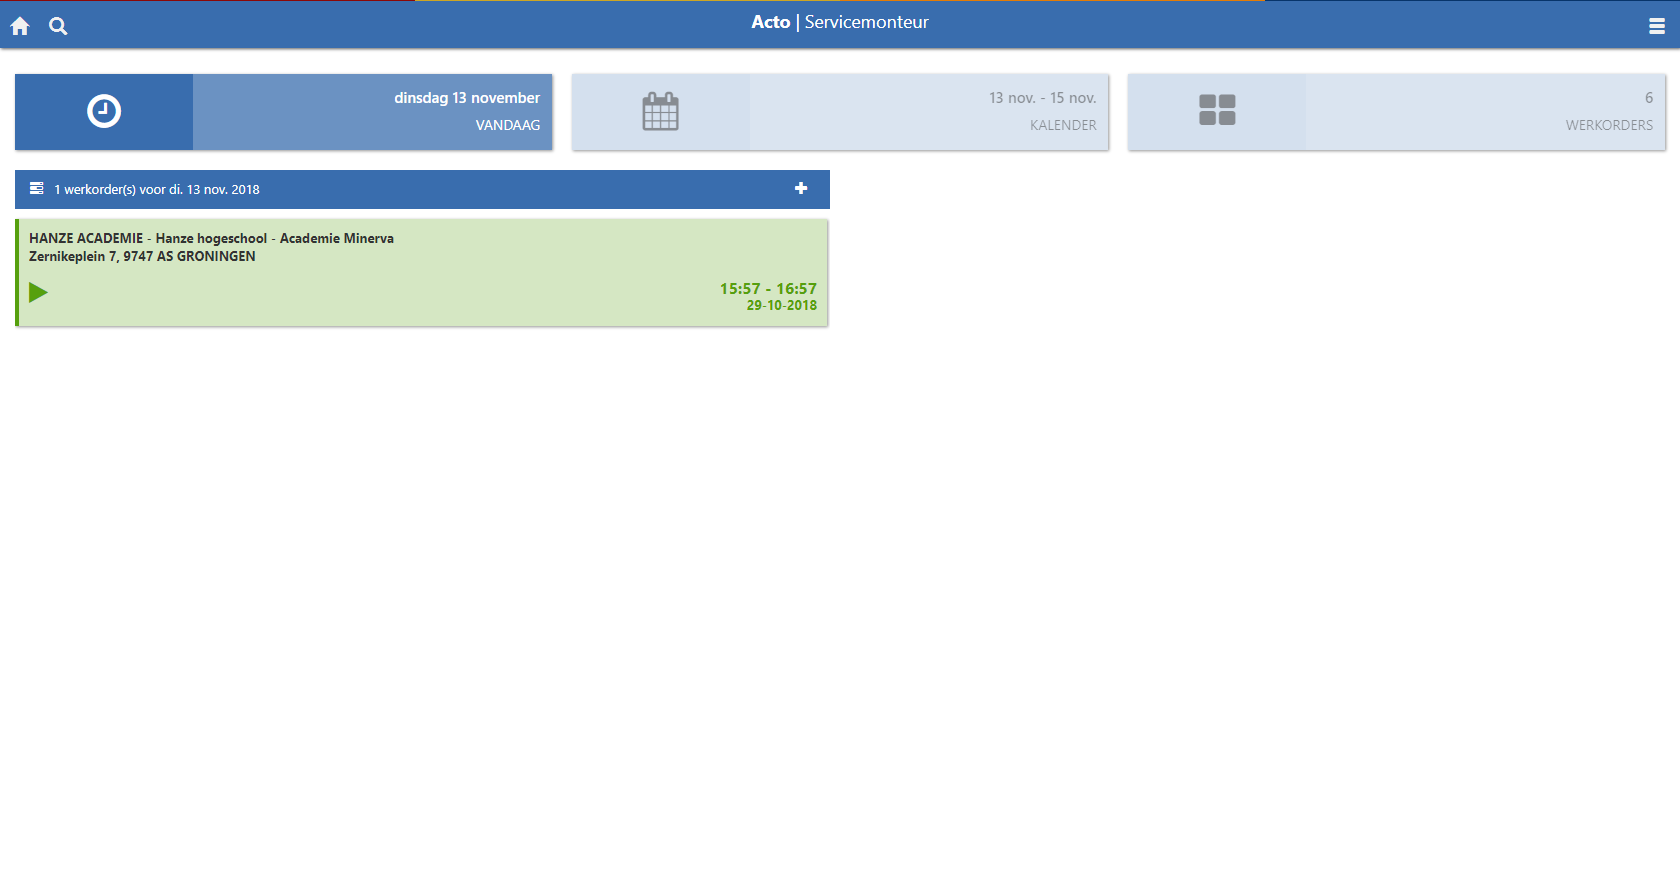 Acto | Servicemonteur
dinsdag 13 november
VANDAAG
13 nov. - 15 nov.
KALENDER
6
WERKORDERS
1 werkorder(s) voor di. 13 nov. 2018
HANZE ACADEMIE - Hanze hogeschool - Academie Minerva
Zernikeplein 7, 9747 AS GRONINGEN
15:57 - 16:57
29-10-2018